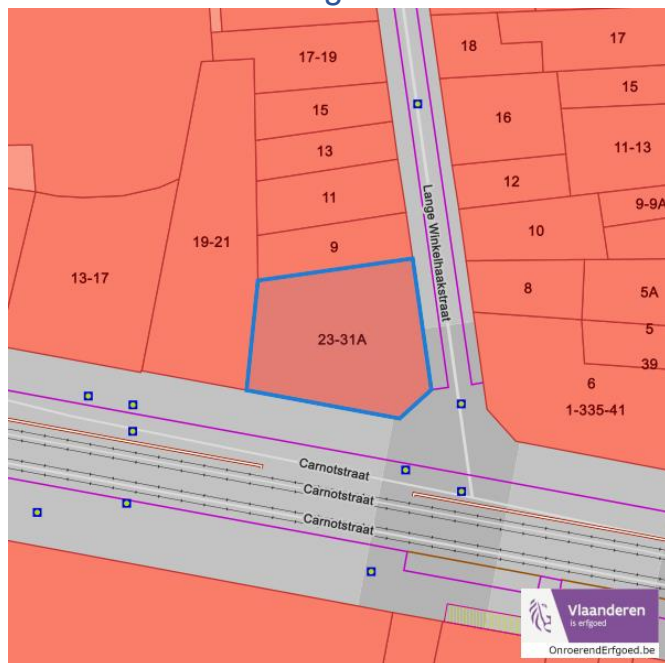 17-19
18
17
15
15
16
13
11-13
12
11
9-9A
10
19-21
9
Lange Winkelhaakstraat
13-17
8
5A
5
23-31A
39
6
1-335-41
Carnotstraat
Carnotstraat
Carnotstraat
Vlaanderen
is erfgoed
OnroerendErfgoed.be